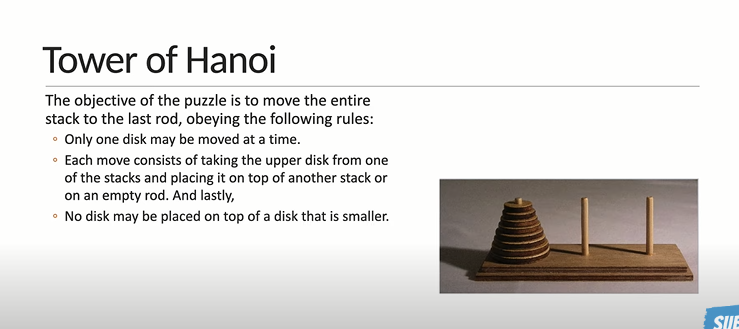 Tower of Hanoi
The objective of the puzzle is to move the entire
stack to the last rod, obeying the following rules:
◦ Only one disk may be moved at a time.
◦ Each move consists of taking the upper disk from one
of the stacks and placing it on top of another stack or
on an empty rod. And lastly,
◦ No disk may be placed on top of a disk that is smaller.